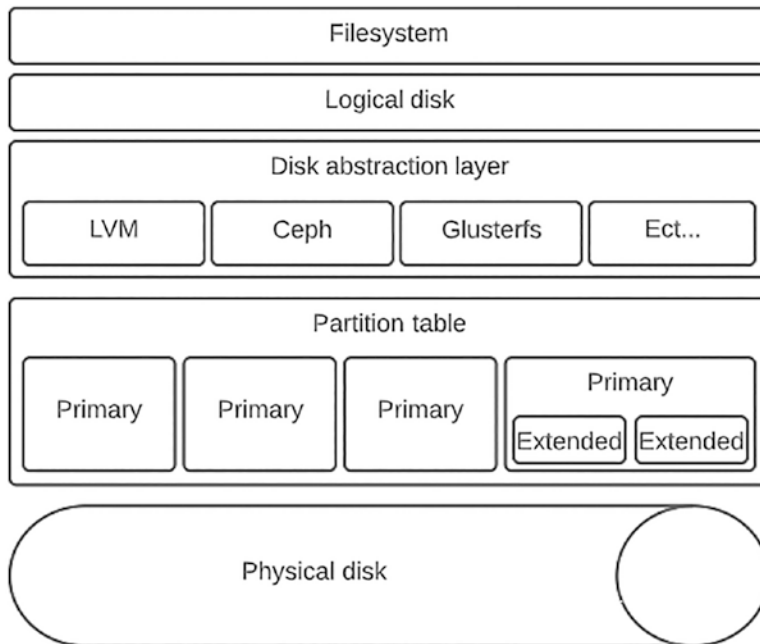 Filesystem
Logical disk
Disk abstraction layer
LVM Ceph Glusterfs Ect...
Partition table
Primary Primary Primary Primary
Extended Extended
Physical disk